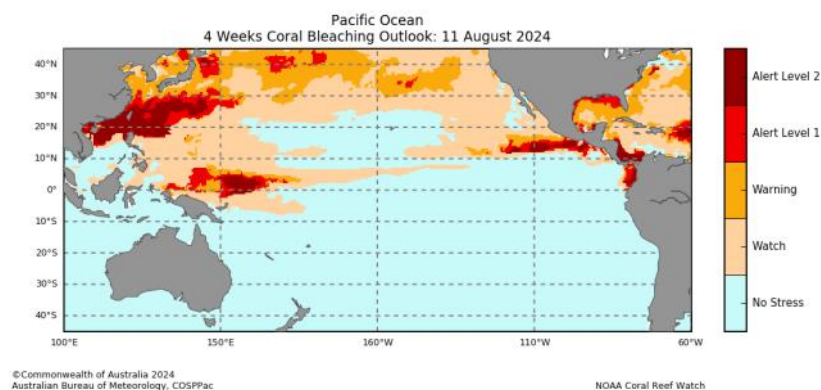 Pacific Ocean
4 Weeks Coral Bleaching Outlook: 11 August 2024
40°N
30°N
20°N
10°N
0°
10°S
20°S
30°S
40°S
100°E
150°E
160°W
110°W
60°W
Alert Level 2
Alert Level 1
Warning
Watch
No Stress
©Commonwealth of Australia 2024
Australian Bureau of Meteorology, COSPPac
NOAA Coral Reef Watch